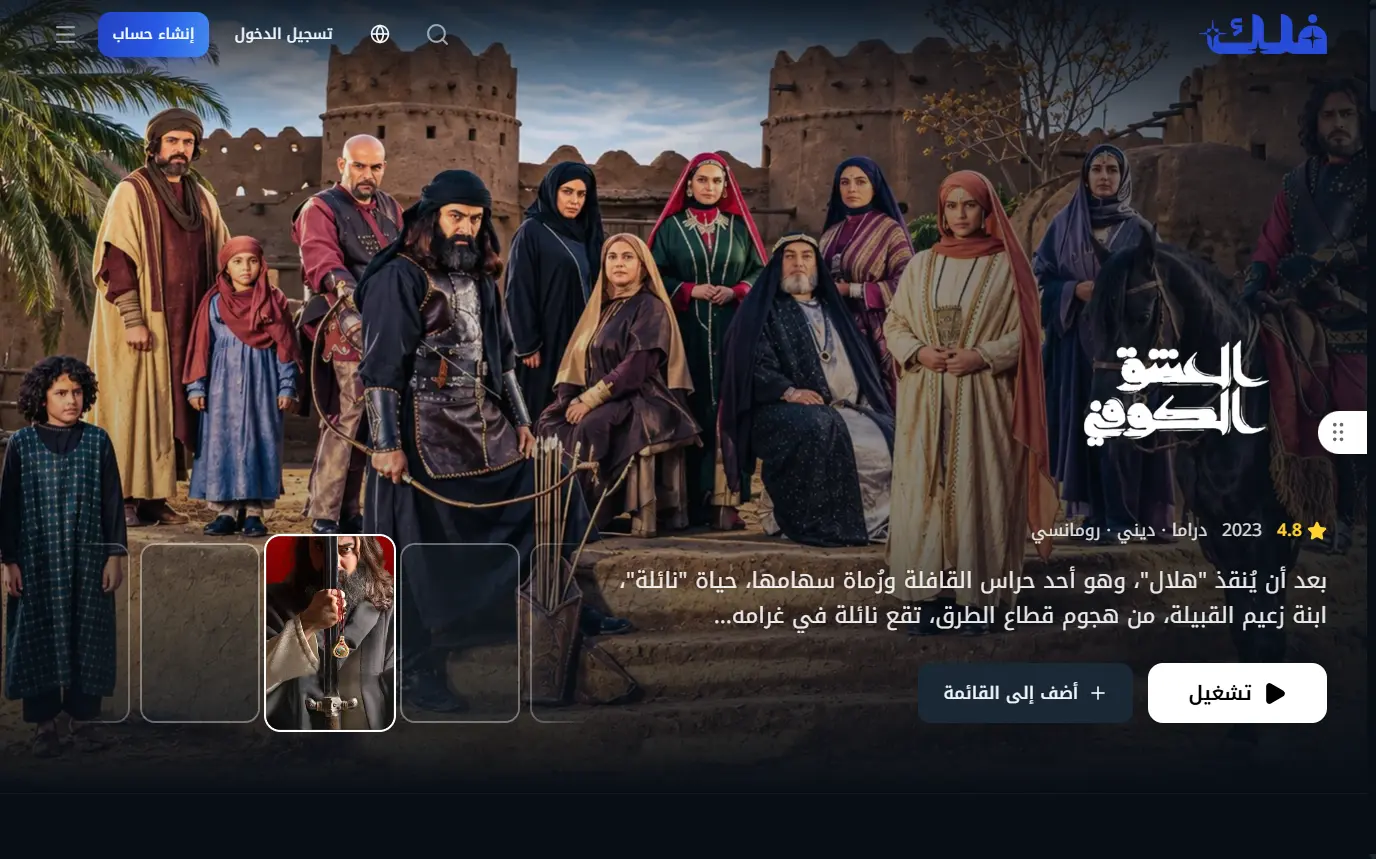 فلك
تسجيل الدخول
إنشاء حساب
العشق
الكوفي
4.8 2023 دراما · ديني · رومانسي
بعد أن يُنقذ "هلال"، وهو أحد حراس القافلة ورُماة سهامها، حياة "نائلة"،
ابنة زعيم القبيلة، من هجوم قطاع الطرق، تقع نائلة في غرامه...
تشغيل
+ أضف إلى القائمة